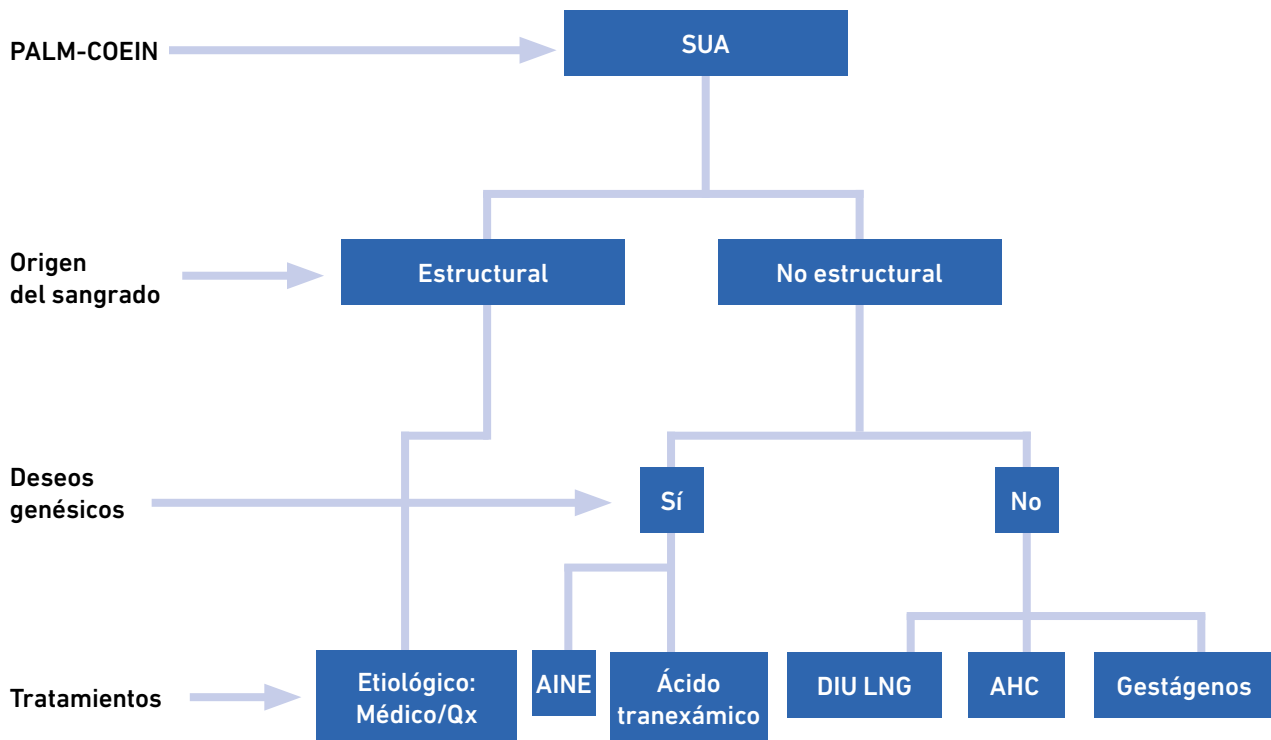 PALM-COEIN
SUA
Origen
del sangrado
Estructural
No estructural
Deseos
genésicos
Sí
No
Tratamientos
Etiológico:
Médico/Qx
AINE
Ácido
tranexámico
DIU LNG
AHC
Gestágenos